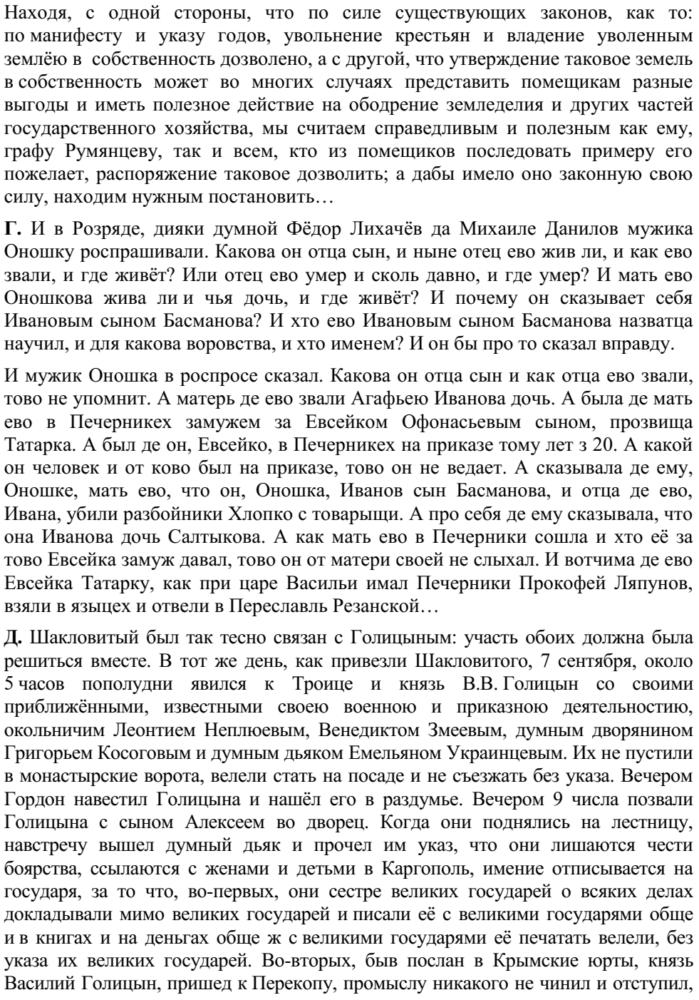 Находя, с одной стороны, что по силе существующих законов, как то:
по манифесту и указу годов, увольнение крестьян и владение уволенным
землёю в собственность дозволено, а с другой, что утверждение таковое земель
в собственность может во многих случаях представить помещикам разные
выгоды и иметь полезное действие на ободрение земледелия и других частей
государственного хозяйства, мы считаем справедливым и полезным как ему,
графу Румянцеву, так и всем, кто из помещиков последовать примеру его
пожелает, распоряжение таковое дозволить; а дабы имело оно законную свою
силу, находим нужным постановить…
Г. И в Розряде, дияки думной Фёдор Лихачёв да Михаиле Данилов мужика
Оношку роспрашивали. Какова он отца сын, и ныне отец ево жив ли, и как ево
звали, и где живёт? Или отец ево умер и сколь давно, и где умер? И мать ево
Оношкова жива ли и чья дочь, и где живёт? И почему он сказывает себя
Ивановым сыном Басманова? И хто ево Ивановым сыном Басманова назватца
научил, и для какова воровства, и хто именем? И он бы про то сказал вправду.
И мужик Оношка в роспросе сказал. Какова он отца сын и как отца ево звали,
тово не упомнит. А матерь де ево звали Агафьею Иванова дочь. А была де мать
ево в Печерникех замужем за Евсейком Офонасьевым сыном, прозвища
Татарка. А был де он, Евсейко, в Печерникех на приказе тому лет з 20. А какой
он человек и от ково был на приказе, тово он не ведает. А сказывала де ему,
Оношке, мать ево, что он, Оношка, Иванов сын Басманова, и отца де ево,
Ивана, убили разбойники Хлопко с товарыщи. А про себя де ему сказывала, что
она Иванова дочь Салтыкова. А как мать ево в Печерники сошла и хто её за
тово Евсейка замуж давал, тово он от матери своей не слыхал. И вотчима де ево
Евсейка Татарку, как при царе Васильи имал Печерники Прокофей Ляпунов,
взяли в языцех и отвели в Переславль Резанской…
Д. Шакловитый был так тесно связан с Голицыным: участь обоих должна была
решиться вместе. В тот же день, как привезли Шакловитого, 7 сентября, около
5 часов пополудни явился к Троице и князь В.В. Голицын со своими
приближёнными, известными своею военною и приказною деятельностию,
окольничим Леонтием Неплюевым, Венедиктом Змеевым, думным дворянином
Григорьем Косоговым и думным дьяком Емельяном Украинцевым. Их не пустили
в монастырские ворота, велели стать на посаде и не съезжать без указа. Вечером
Гордон навестил Голицына и нашёл его в раздумье. Вечером 9 числа позвали
Голицына с сыном Алексеем во дворец. Когда они поднялись на лестницу,
навстречу вышел думный дьяк и прочел им указ, что они лишаются чести
боярства, ссылаются с женами и детьми в Каргополь, имение отписывается на
государя, за то что, во-первых, они сестре великих государей о всяких делах
докладывали мимо великих государей и писали её с великими государями обще
и в книгах и на деньгах обще ж с великими государями её печатать велели, без
указа их великих государей. Во-вторых, быв послан в Крымские юрты, князь
Василий Голицын, пришед к Перекопу, промыслу никакого не чинил и отступил,